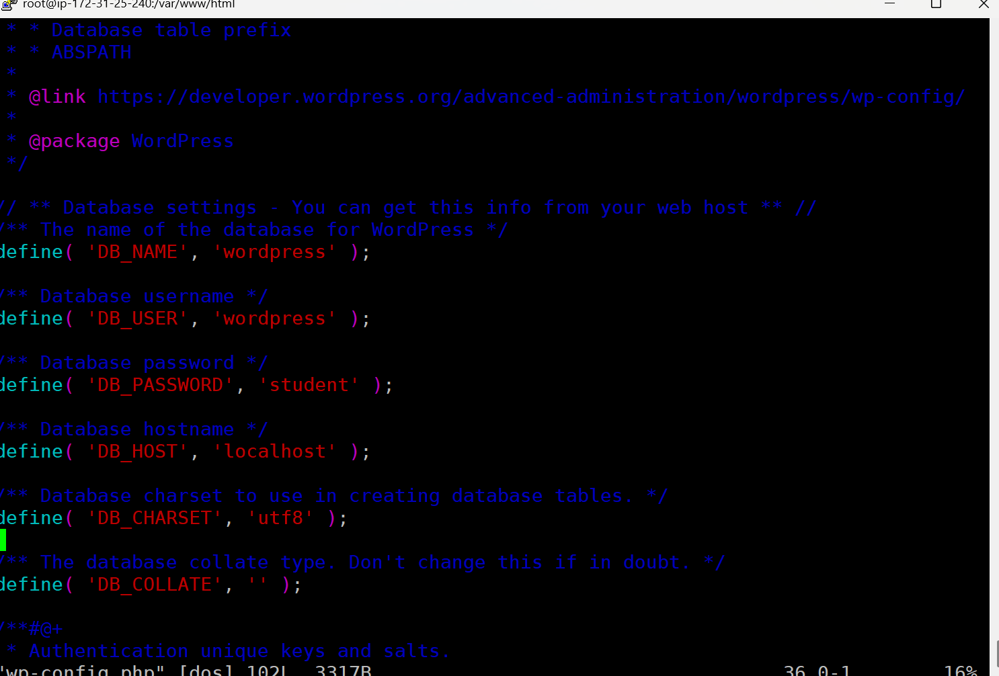 root@ip-172-31-25-240:/var/www/html
* * Database table prefix
* * ABSPATH
*
* @link https://developer.wordpress.org/advanced-administration/wordpress/wp-config/
*
* @package WordPress
*/
// ** Database settings - You can get this info from your web host ** //
/** The name of the database for WordPress */
define( 'DB_NAME', 'wordpress' );
/** Database username */
define( 'DB_USER', 'wordpress' );
/** Database password */
define( 'DB_PASSWORD', 'student' );
/** Database hostname */
define( 'DB_HOST', 'localhost' );
/** Database charset to use in creating database tables. */
define( 'DB_CHARSET', 'utf8' );
/** The database collate type. Don't change this if in doubt. */
define( 'DB_COLLATE', '' );
/**#@+
* Authentication unique keys and salts.
"wp-config.php" [dos] 102L, 3317B 36,0-1 16%